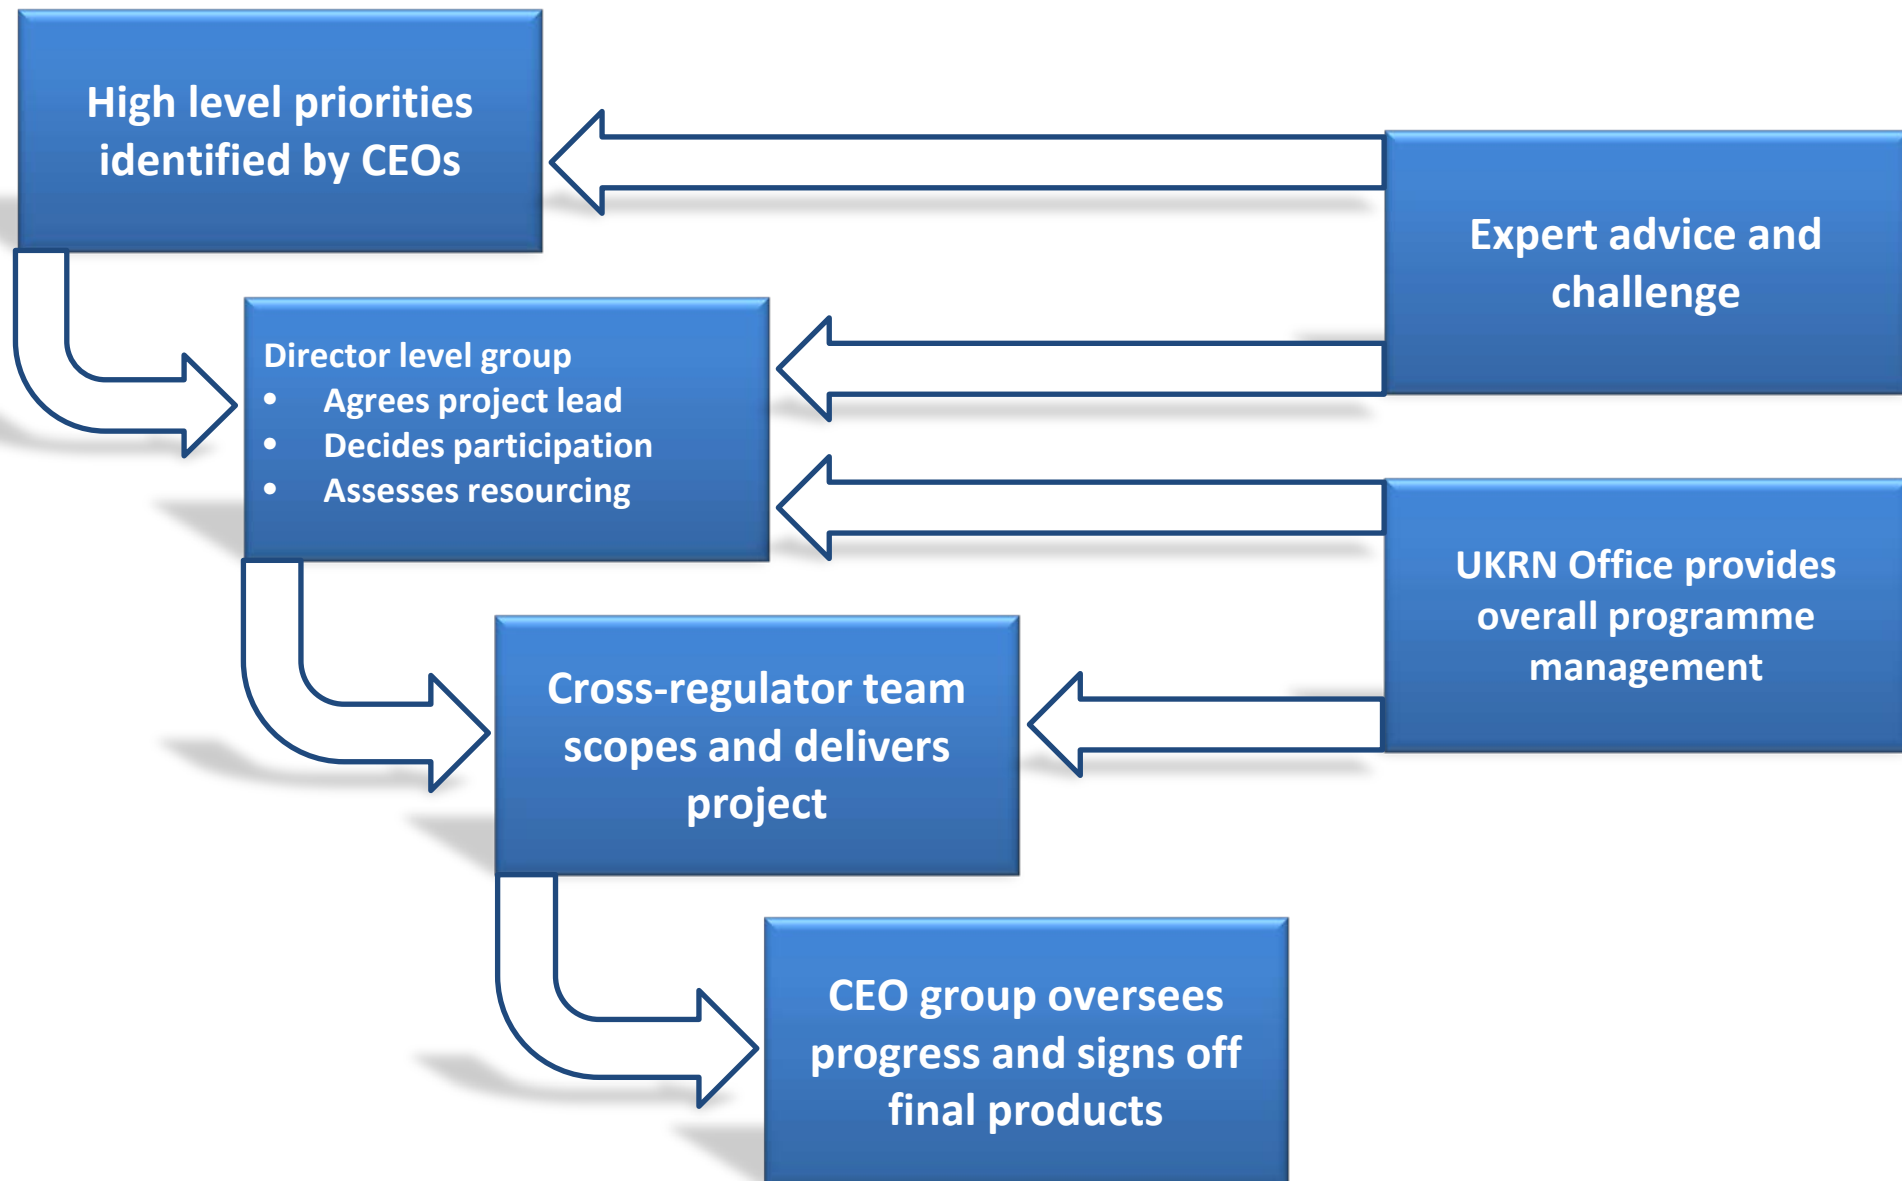 High level priorities
identified by CEOs
Expert advice and
challenge
Director level group
• Agrees project lead
• Decides participation
• Assesses resourcing
UKRN Office provides
overall programme
management
Cross-regulator team
scopes and delivers
project
CEO group oversees
progress and signs off
final products